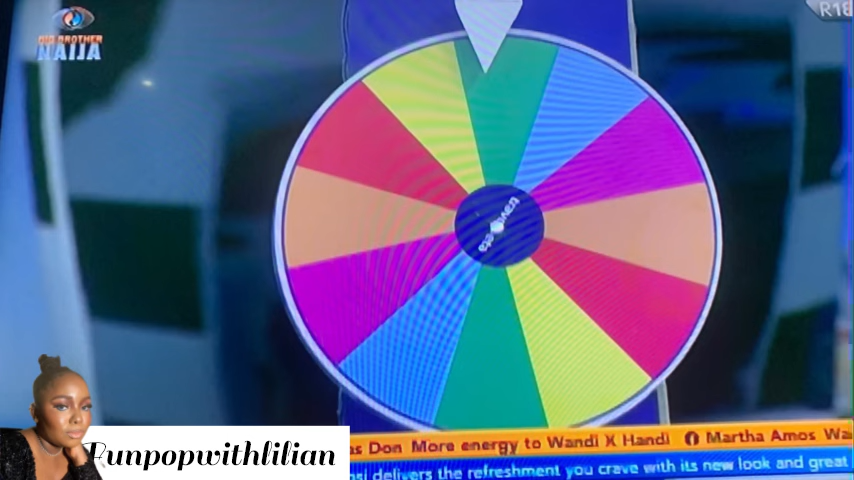 BIG BROTHER
NAIJA
R18
as Don More energy to Wandi X Handi Martha Amos Wa
si delivers the refreshment you crave with its new look and great
Runpopwithlilian